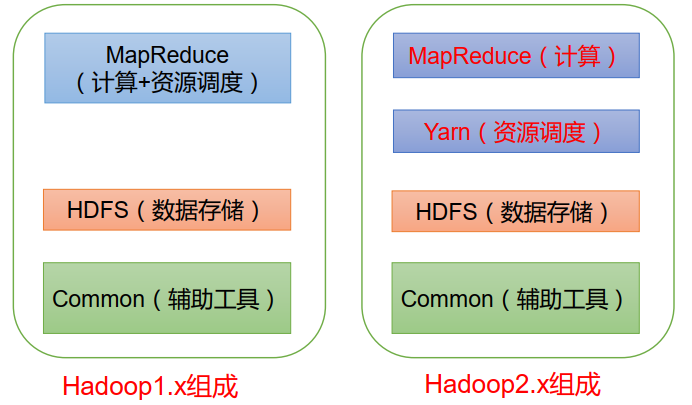 MapReduce
（计算+资源调度）
HDFS（数据存储）
Common（辅助工具）
Hadoop1.x组成
MapReduce（计算）
Yarn（资源调度）
HDFS（数据存储）
Common（辅助工具）
Hadoop2.x组成